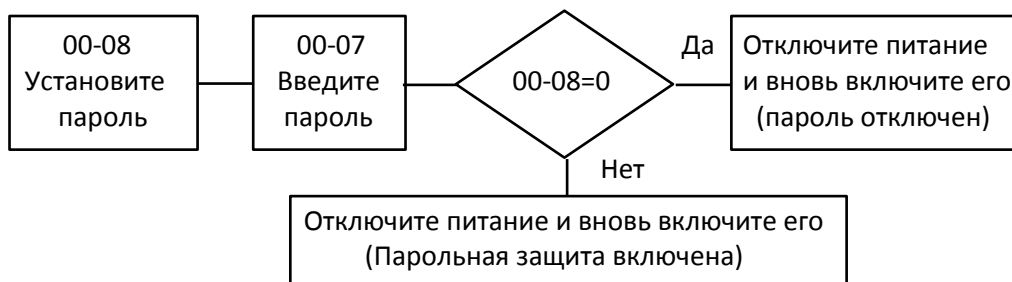 00-08
Установите
пароль
00-07
Введите
пароль
00-08=0
Да
Отключите питание
и вновь включите его
(пароль отключен)
Нет
Отключите питание и вновь включите его
(Парольная защита включена)